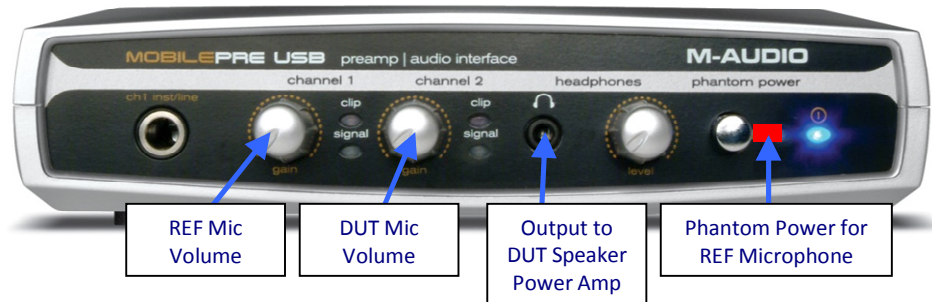 MOBILEPRE USB preamp | audio interface M-AUDIO
channel 1 channel 2 headphones phantom power
ch1 inst/line
clip clip
signal signal
gain gain level
REF Mic
Volume
DUT Mic
Volume
Output to
DUT Speaker
Power Amp
Phantom Power for
REF Microphone